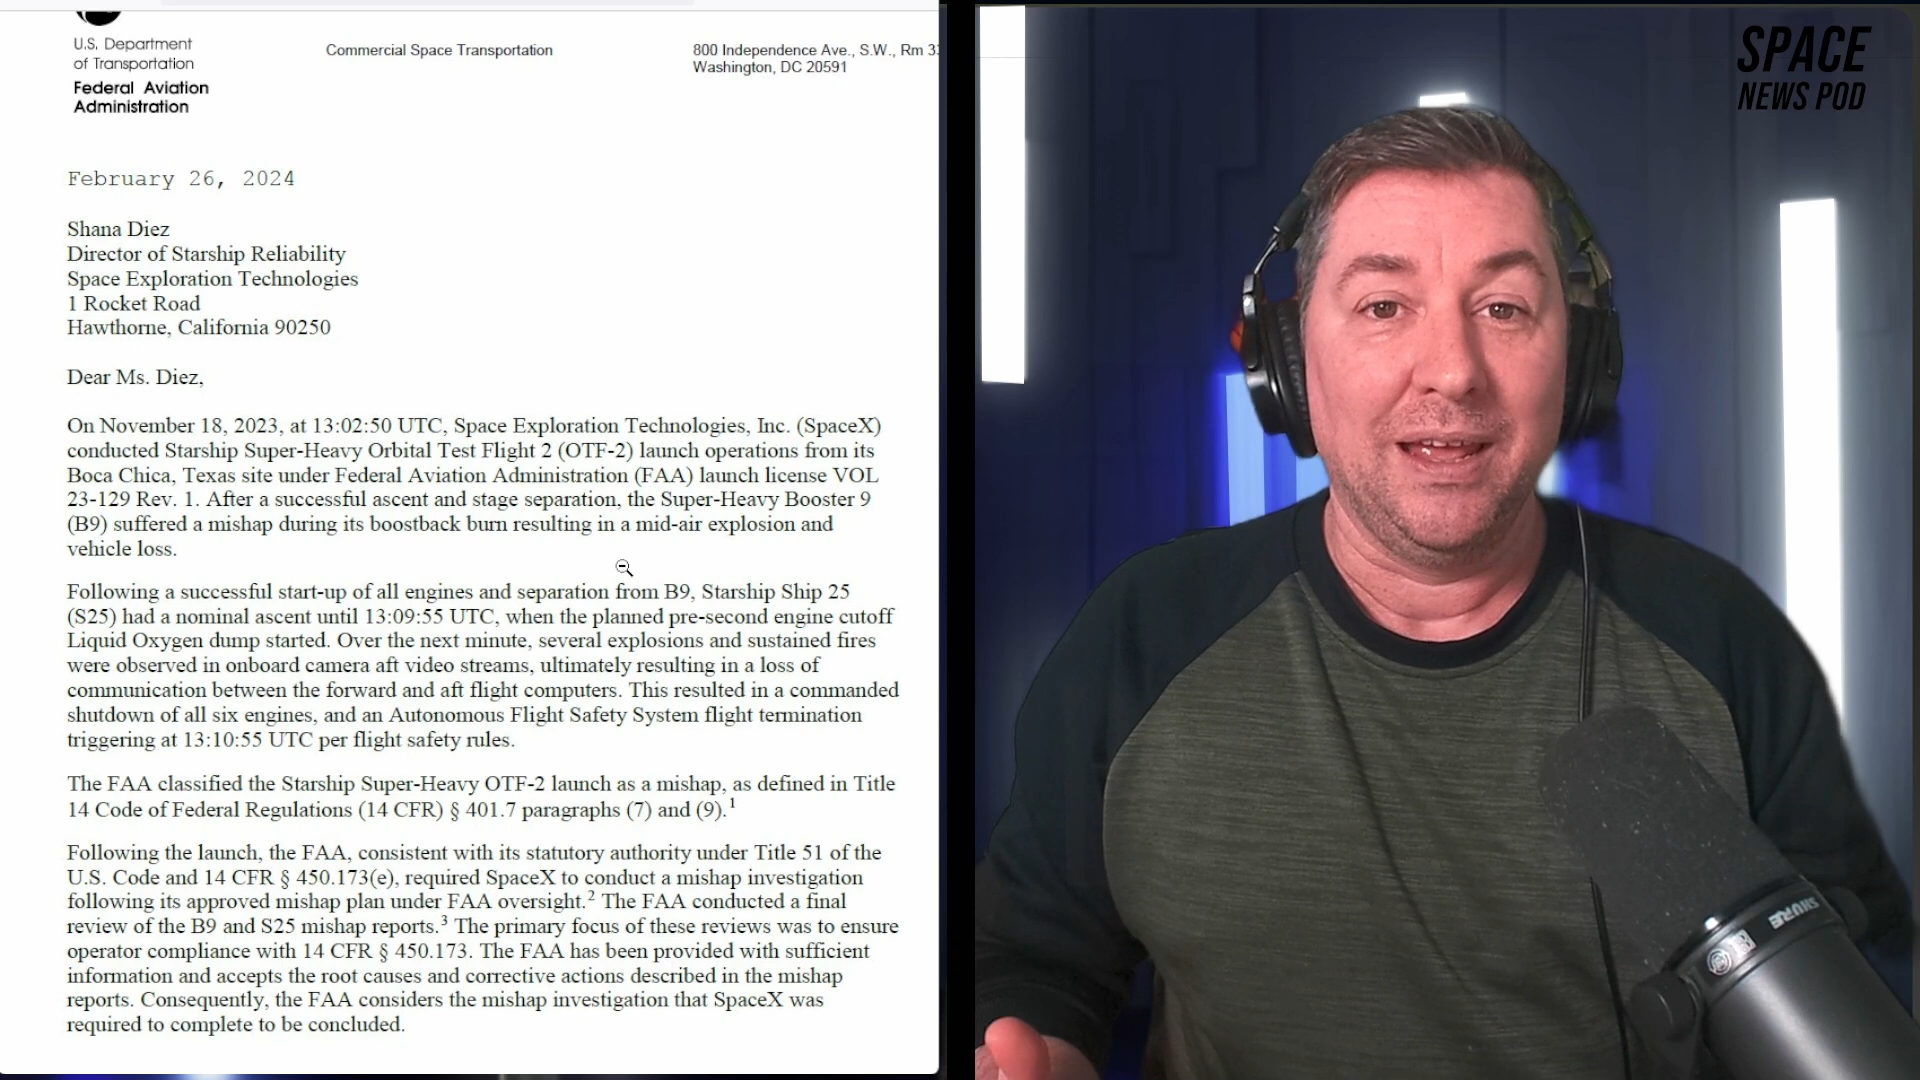 U.S. Department
of Transportation
Federal Aviation
Administration
Commercial Space Transportation
800 Independence Ave., S.W., Rm
Washington, DC 20591
February 26, 2024
Shana Diez
Director of Starship Reliability
Space Exploration Technologies
1 Rocket Road
Hawthorne, California 90250
Dear Ms. Diez,
On November 18, 2023, at 13:02:50 UTC, Space Exploration Technologies, Inc. (SpaceX)
conducted Starship Super-Heavy Orbital Test Flight 2 (OTF-2) launch operations from its
Boca Chica, Texas site under Federal Aviation Administration (FAA) launch license VOL
23-129 Rev. 1. After a successful ascent and stage separation, the Super-Heavy Booster 9
(B9) suffered a mishap during its boostback burn resulting in a mid-air explosion and
vehicle loss.
Following a successful start-up of all engines and separation from B9, Starship Ship 25
(S25) had a nominal ascent until 13:09:55 UTC, when the planned pre-second engine cutoff
Liquid Oxygen dump started. Over the next minute, several explosions and sustained fires
were observed in onboard camera aft video streams, ultimately resulting in a loss of
communication between the forward and aft flight computers. This resulted in a commanded
shutdown of all six engines, and an Autonomous Flight Safety System flight termination
triggering at 13:10:55 UTC per flight safety rules.
The FAA classified the Starship Super-Heavy OTF-2 launch as a mishap, as defined in Title
14 Code of Federal Regulations (14 CFR) § 401.7 paragraphs (7) and (9).1
Following the launch, the FAA, consistent with its statutory authority under Title 51 of the
U.S. Code and 14 CFR § 450.173(e), required SpaceX to conduct a mishap investigation
following its approved mishap plan under FAA oversight.2 The FAA conducted a final
review of the B9 and S25 mishap reports.3 The primary focus of these reviews was to ensure
operator compliance with 14 CFR § 450.173. The FAA has been provided with sufficient
information and accepts the root causes and corrective actions described in the mishap
reports. Consequently, the FAA considers the mishap investigation that SpaceX was
required to complete to be concluded.
SPACE
NEWS POD
SHURE